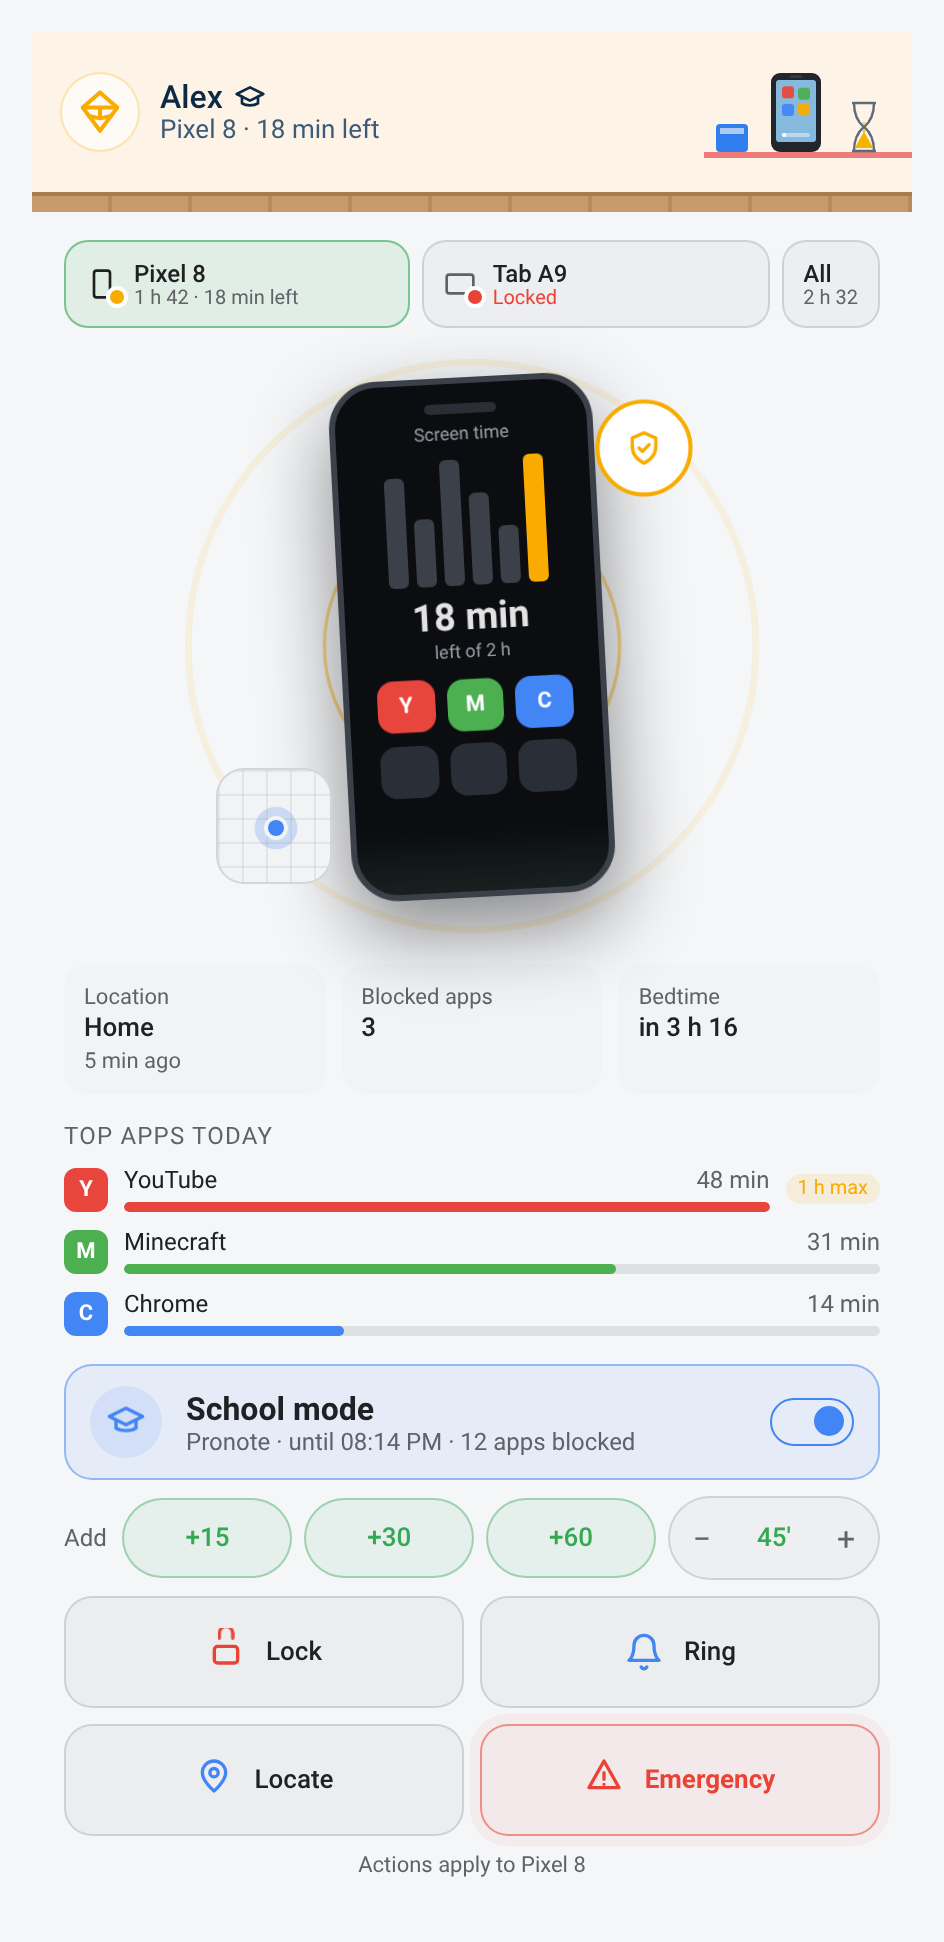 Alex
Pixel 8 · 18 min left
Pixel 8
1 h 42 · 18 min left
Tab A9
Locked
All
2 h 32
Screen time
18 min
left of 2 h
Y
M
C
Location
Home
5 min ago
Blocked apps
3
Bedtime
in 3 h 16
TOP APPS TODAY
Y
YouTube
48 min
1 h max
M
Minecraft
31 min
C
Chrome
14 min
School mode
Pronote · until 08:14 PM · 12 apps blocked
Add
+15
+30
+60
− 45' +
Lock
Ring
Locate
Emergency
Actions apply to Pixel 8